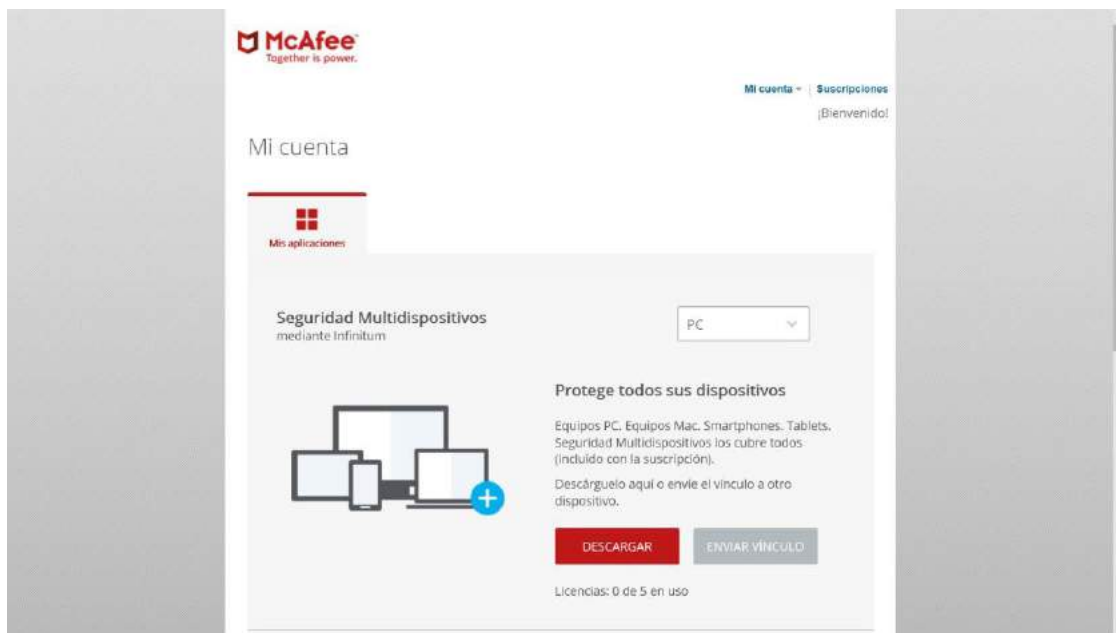 McAfee
Together is power.
Mi cuenta
Suscripciones
¡Bienvenido!
Mi cuenta
Mis aplicaciones
Seguridad Multidispositivos
mediante Infinitum
PC
Protege todos sus dispositivos
Equipos PC. Equipos Mac. Smartphones. Tablets.
Seguridad Multidispositivos los cubre todos
(incluido con la suscripción).
Descárguelo aquí o envíe el vínculo a otro
dispositivo.
DESCARGAR
ENVIAR VÍNCULO
Licencias: 0 de 5 en uso